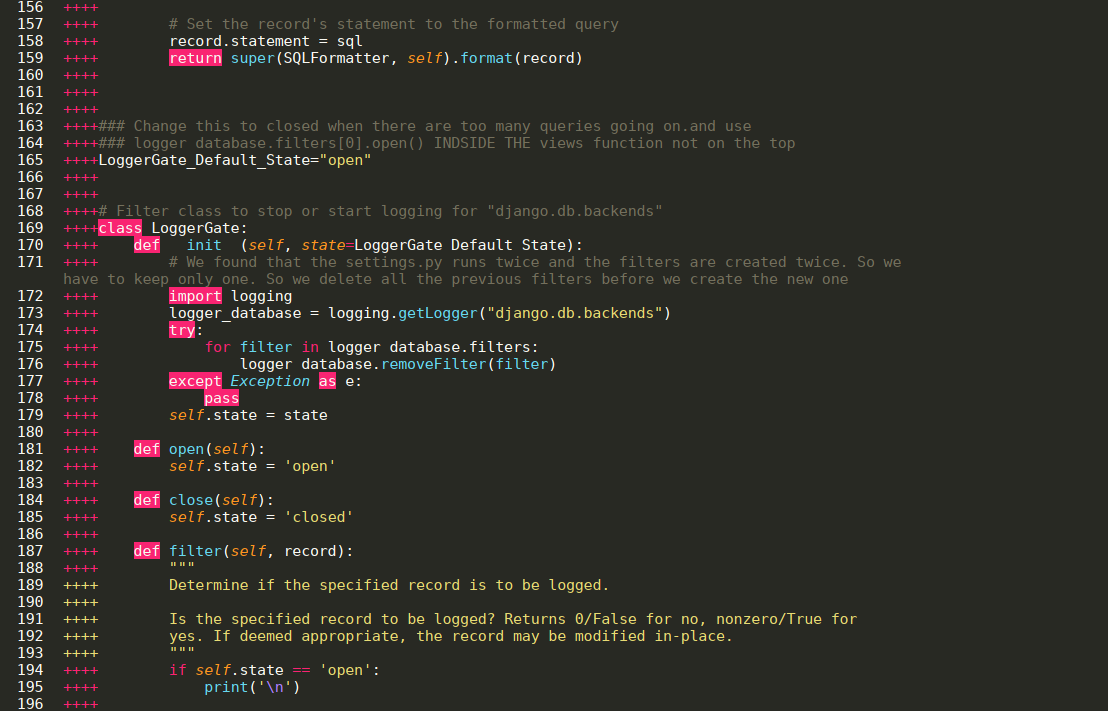 156 ++++
157 ++++        # Set the record's statement to the formatted query
158 ++++        record.statement = sql
159 ++++        return super(SQLFormatter, self).format(record)
160 ++++
161 ++++
162 ++++
163 ++++### Change this to closed when there are too many queries going on.and use
164 ++++### logger database.filters[0].open() INDSIDE THE views function not on the top
165 ++++LoggerGate_Default_State="open"
166 ++++
167 ++++
168 ++++# Filter class to stop or start logging for "django.db.backends"
169 ++++class LoggerGate:
170 ++++    def   init  (self, state=LoggerGate Default State):
171 ++++        # We found that the settings.py runs twice and the filters are created twice. So we
have to keep only one. So we delete all the previous filters before we create the new one
172 ++++        import logging
173 ++++        logger_database = logging.getLogger("django.db.backends")
174 ++++        try:
175 ++++            for filter in logger database.filters:
176 ++++                logger database.removeFilter(filter)
177 ++++        except Exception as e:
178 ++++            pass
179 ++++        self.state = state
180 ++++
181 ++++    def open(self):
182 ++++        self.state = 'open'
183 ++++
184 ++++    def close(self):
185 ++++        self.state = 'closed'
186 ++++
187 ++++    def filter(self, record):
188 ++++        """
189 ++++        Determine if the specified record is to be logged.
190 ++++
191 ++++        Is the specified record to be logged? Returns 0/False for no, nonzero/True for
192 ++++        yes. If deemed appropriate, the record may be modified in-place.
193 ++++        """
194 ++++        if self.state == 'open':
195 ++++            print('\n')
196 ++++